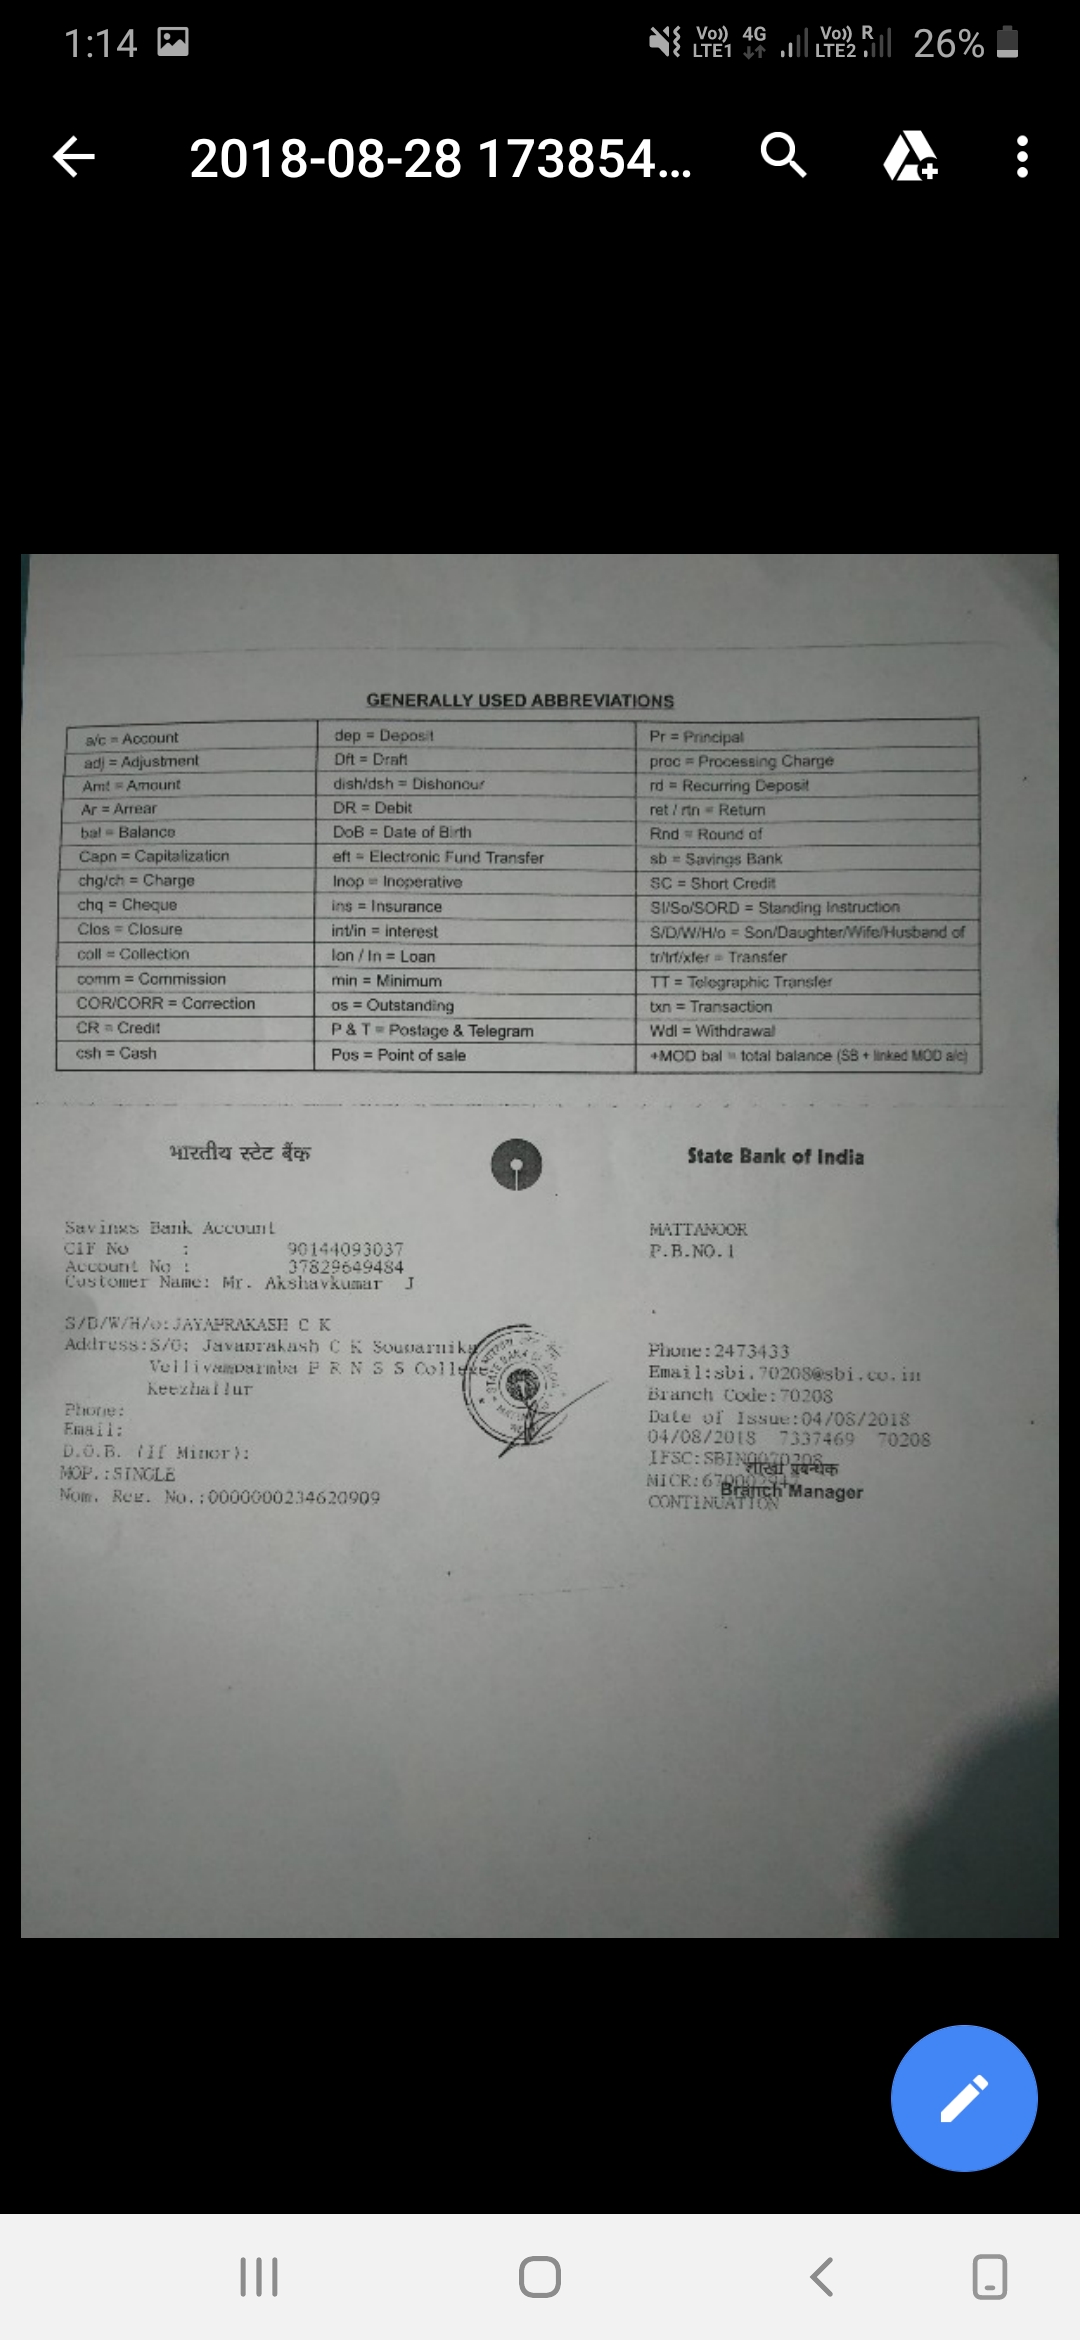 1:14
Vo)) LTE1 4G Vo)) LTE2 R 26%
2018-08-28 173854...
GENERALLY USED ABBREVIATIONS
a/c = Account dep = Deposit Pr = Principal
adj = Adjustment Dft = Draft proc = Processing Charge
Amt = Amount dish/dsh = Dishonour rd = Recurring Deposit
Ar = Arrear DR = Debit ret / rtn = Return
bal = Balance DoB = Date of Birth Rnd = Round of
Capn = Capitalization eft = Electronic Fund Transfer sb = Savings Bank
chg/ch = Charge Inop = Inoperative SC = Short Credit
chq = Cheque ins = Insurance SI/So/SORD = Standing Instruction
Clos = Closure int/in = interest S/D/W/H/o = Son/Daughter/Wife/Husband of
coll = Collection lon / ln = Loan tr/trf/xfer = Transfer
comm = Commission min = Minimum TT = Telegraphic Transfer
COR/CORR = Correction os = Outstanding txn = Transaction
CR = Credit P & T = Postage & Telegram Wdl = Withdrawal
csh = Cash Pos = Point of sale +MOD bal = total balance (SB + linked MOD a/c)
भारतीय स्टेट बैंक State Bank of India
Savings Bank Account MATTANOOR
CIF No : 90144093037 P.B.NO.1
Account No : 37829649484
Customer Name: Mr. Akshaykumar J
S/D/W/H/o:JAYAPRAKASH C K
Address:S/O: Jayaprakash C K Souparnika Phone:2473433
Vellivamparmba P R N S S Email:sbi.70208@sbi.co.in
Keezhallur Branch Code:70208
Phone: Date of Issue:04/08/2018
Email: 04/08/2018 7337469 70208
D.O.B. (If Minor): IFSC:SBIN0070208
MOP.:SINGLE शाखा प्रबन्धक
MICR: Branch Manager
Nom. Reg. No.:0000000234620909 CONTINUATION